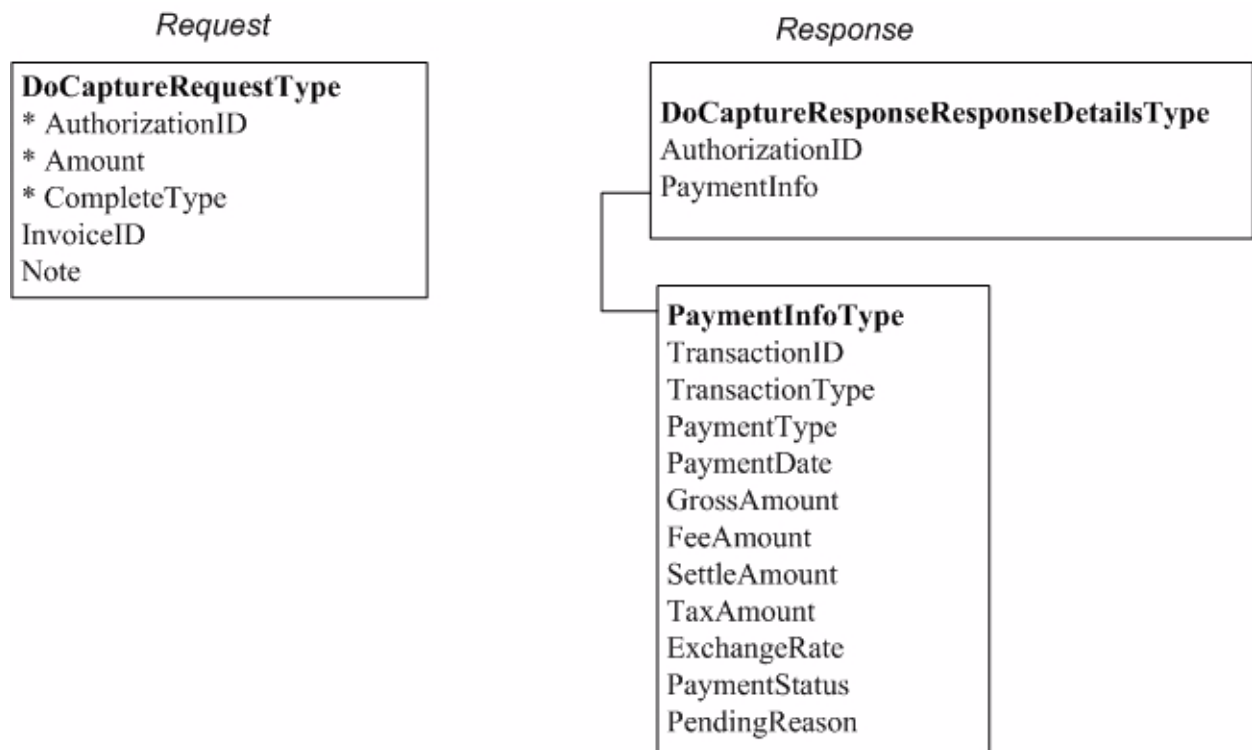 Request
DoCaptureRequestType
* AuthorizationID
* Amount
* CompleteType
InvoiceID
Note
Response
DoCaptureResponseResponseDetailsType
AuthorizationID
PaymentInfo
PaymentInfoType
TransactionID
TransactionType
PaymentType
PaymentDate
GrossAmount
FeeAmount
SettleAmount
TaxAmount
ExchangeRate
PaymentStatus
PendingReason